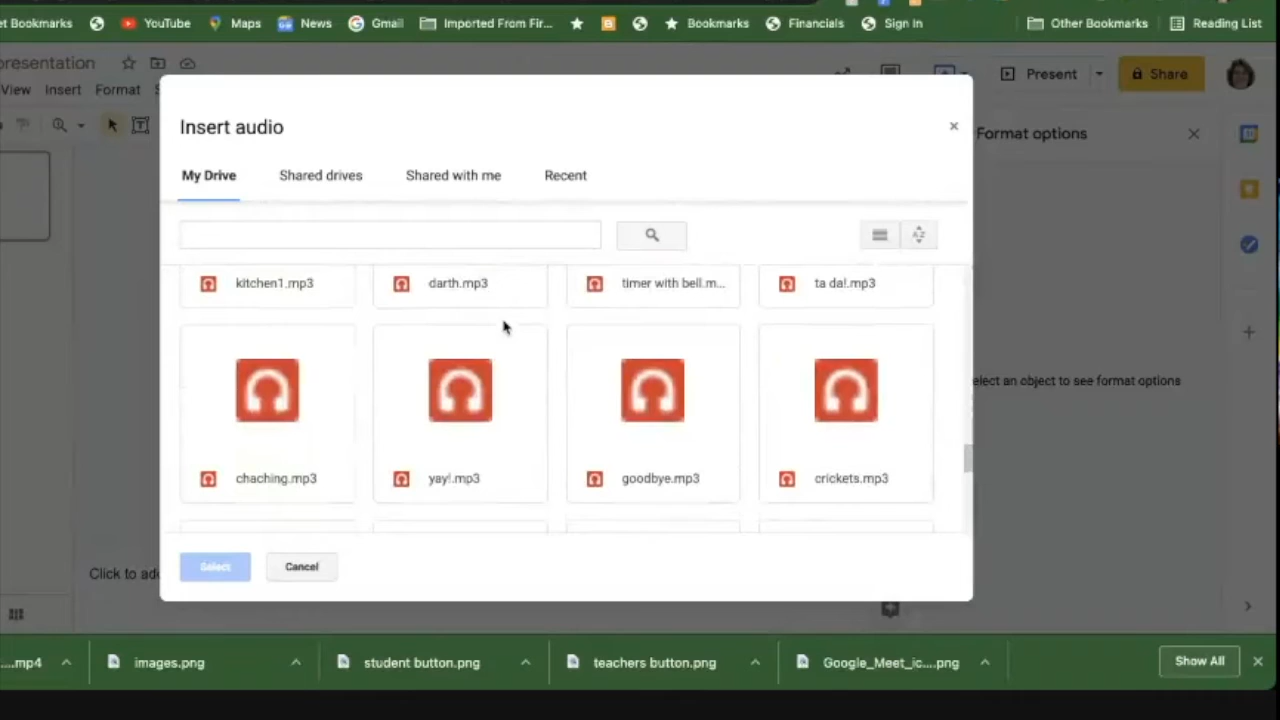 et Bookmarks YouTube Maps News Gmail Imported From Fir... Bookmarks Financials Sign In Other Bookmarks Reading List
resentation
Present Share
View Insert Format
Insert audio
Format options
My Drive Shared drives Shared with me Recent
kitchen1.mp3 darth.mp3 timer with bell.m... ta da!.mp3
elect an object to see format options
chaching.mp3 yay!.mp3 goodbye.mp3 crickets.mp3
Select Cancel
Click to ad
....mp4 images.png student button.png teachers button.png Google_Meet_ic....png Show All